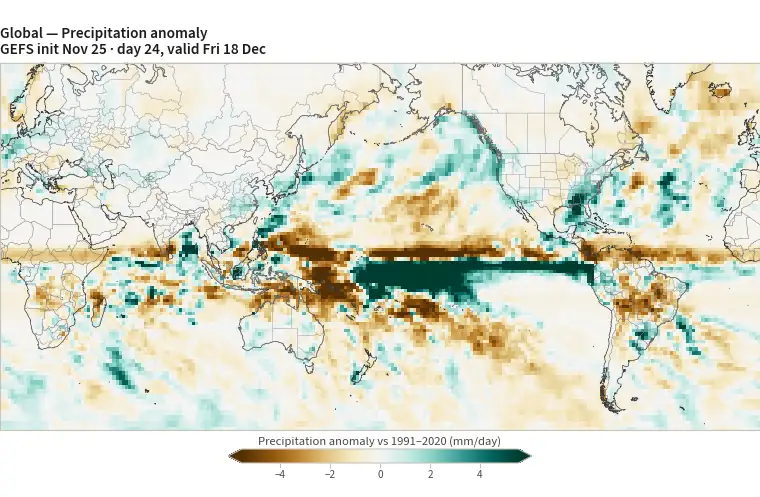 Global — Precipitation anomaly
GEFS init Nov 25 · day 24, valid Fri 18 Dec
Precipitation anomaly vs 1991–2020 (mm/day)
−4 −2 0 2 4